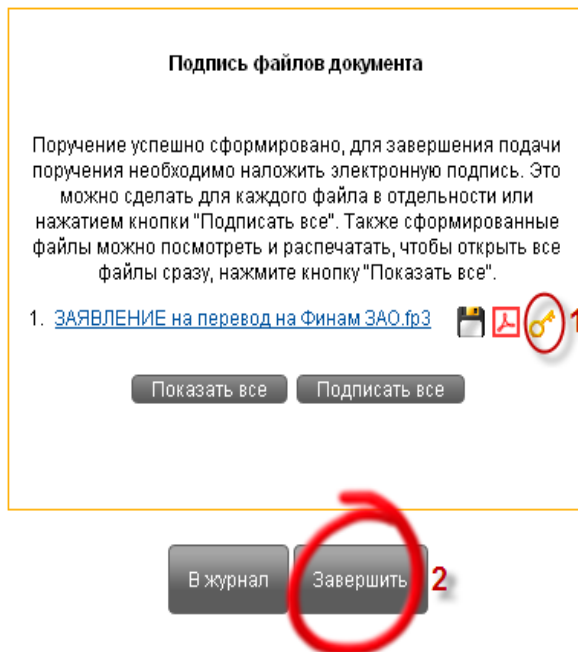 Подпись файлов документа
Поручение успешно сформировано, для завершения подачи
поручения необходимо наложить электронную подпись. Это
можно сделать для каждого файла в отдельности или
нажатием кнопки "Подписать все". Также сформированные
файлы можно посмотреть и распечатать, чтобы открыть все
файлы сразу, нажмите кнопку "Показать все".
1. ЗАЯВЛЕНИЕ на перевод на Финам ЗАО.fp3 1
Показать все Подписать все
В журнал Завершить 2